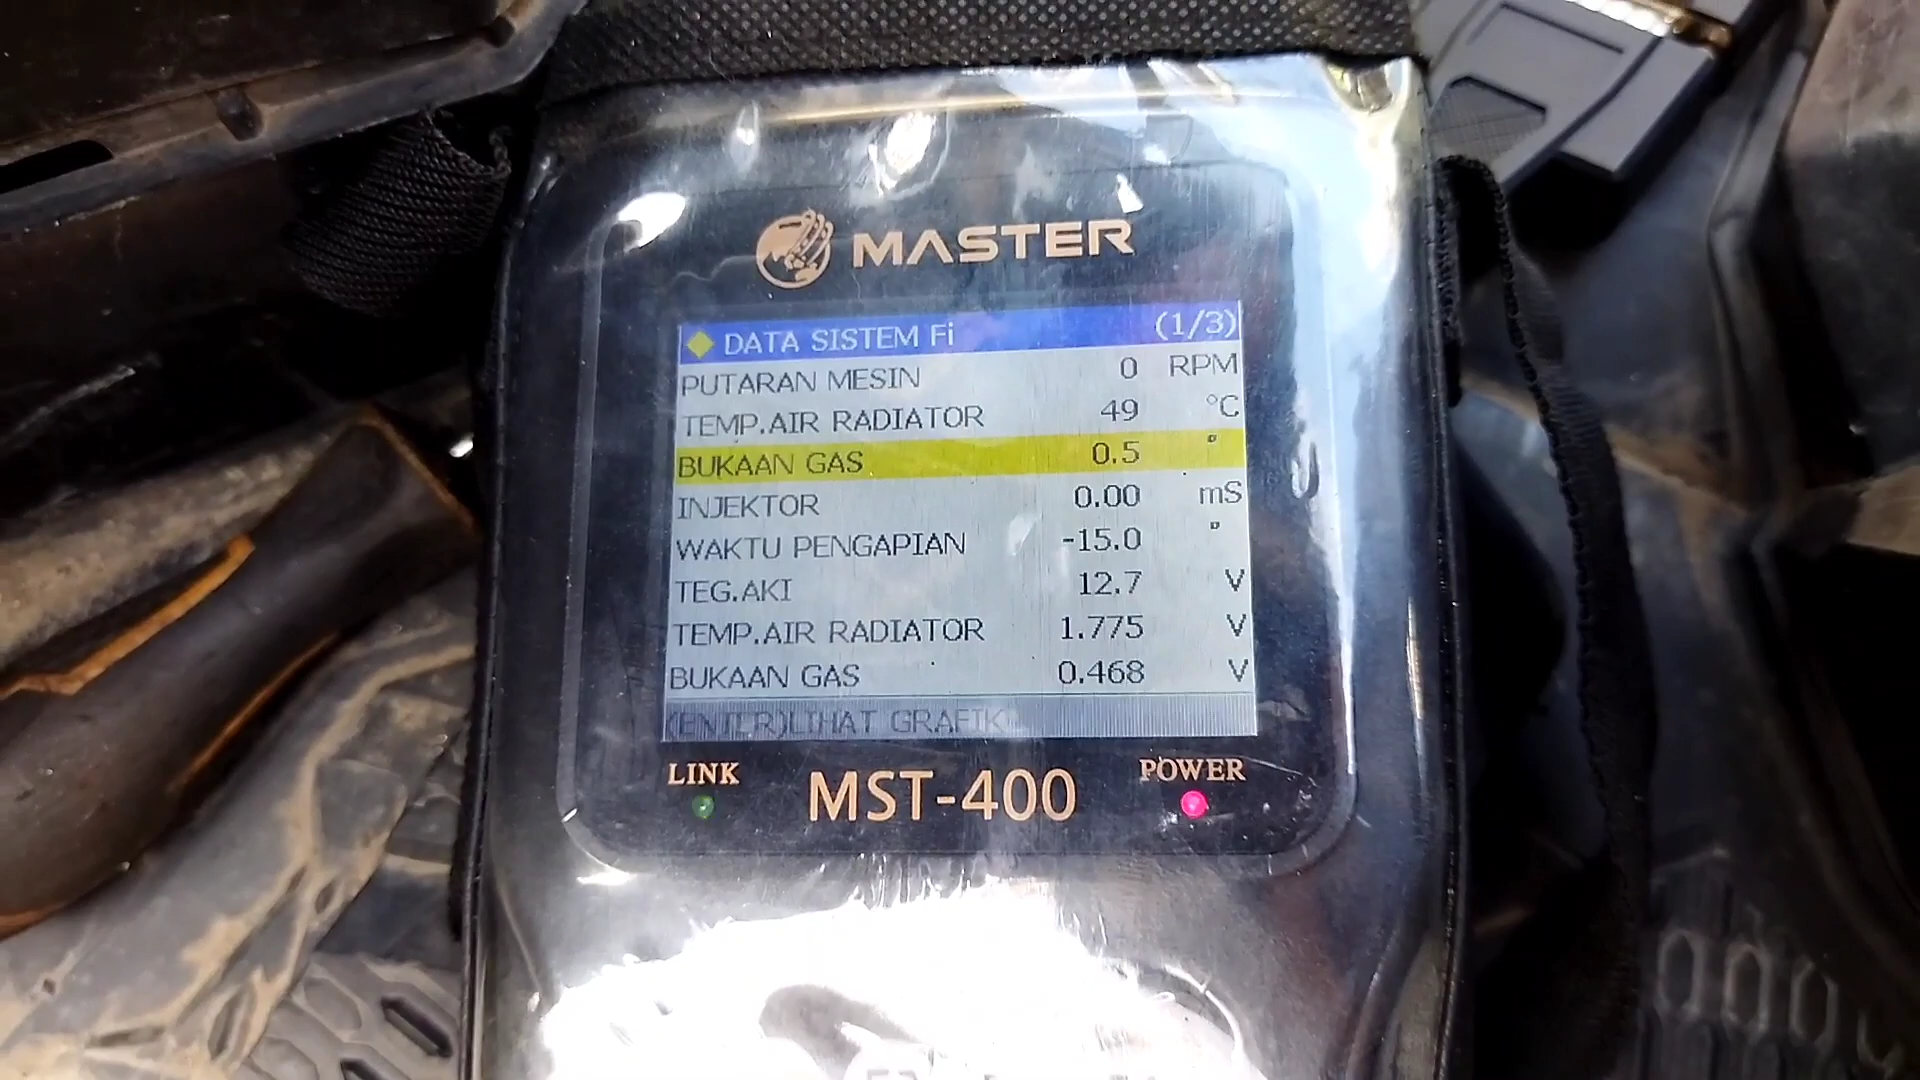 MASTER
DATA SISTEM Fi (1/3)
PUTARAN MESIN 0 RPM
TEMP.AIR RADIATOR 49 °C
BUKAAN GAS 0.5 °
INJEKTOR 0.00 mS
WAKTU PENGAPIAN -15.0 °
TEG.AKI 12.7 V
TEMP.AIR RADIATOR 1.775 V
BUKAAN GAS 0.468 V
(ENTER)LIHAT GRAFIK
LINK MST-400 POWER